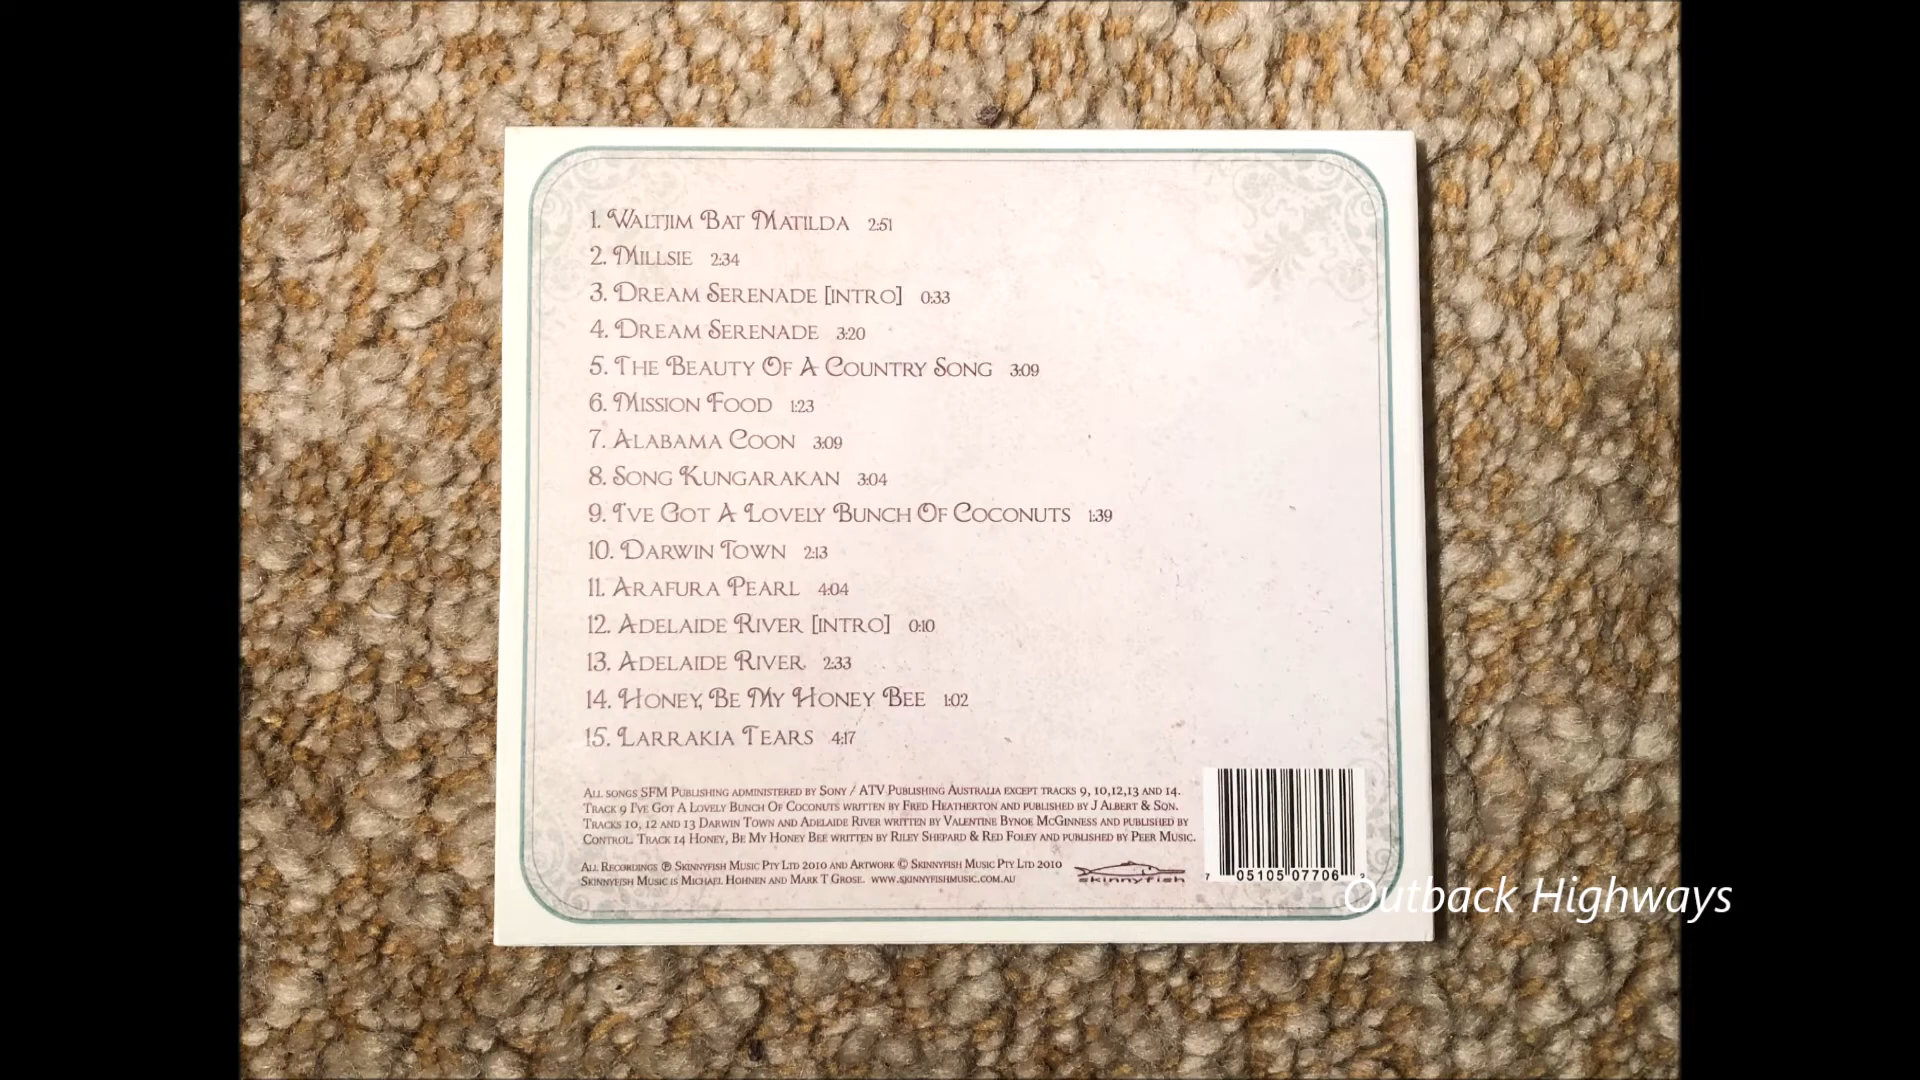 1. Waltjim Bat Matilda 2:51
2. Millsie 2:34
3. Dream Serenade [Intro] 0:33
4. Dream Serenade 3:20
5. The Beauty Of A Country Song 3:09
6. Mission Food 1:23
7. Alabama Coon 3:09
8. Song Kungarakan 3:04
9. I've Got A Lovely Bunch Of Coconuts 1:39
10. Darwin Town 2:13
11. Arafura Pearl 4:04
12. Adelaide River [Intro] 0:10
13. Adelaide River 2:33
14. Honey, Be My Honey Bee 1:02
15. Larrakia Tears 4:17
All songs SFM Publishing administered by Sony / ATV Publishing Australia except tracks 9, 10,12,13 and 14.
Track 9 I've Got A Lovely Bunch Of Coconuts written by Fred Heatherton and published by J Albert & Son.
Tracks 10, 12 and 13 Darwin Town and Adelaide River written by Valentine Bynoe McGinness and published by
Control. Track 14 Honey, Be My Honey Bee written by Riley Shepard & Red Foley and published by Peer Music.
All Recordings ℗ Skinnyfish Music Pty Ltd 2010 and Artwork © Skinnyfish Music Pty Ltd 2010
Skinnyfish Music is Michael Hohnen and Mark T Grose. www.skinnyfishmusic.com.au
skinnyfish
7 05105 07706 2
Outback Highways